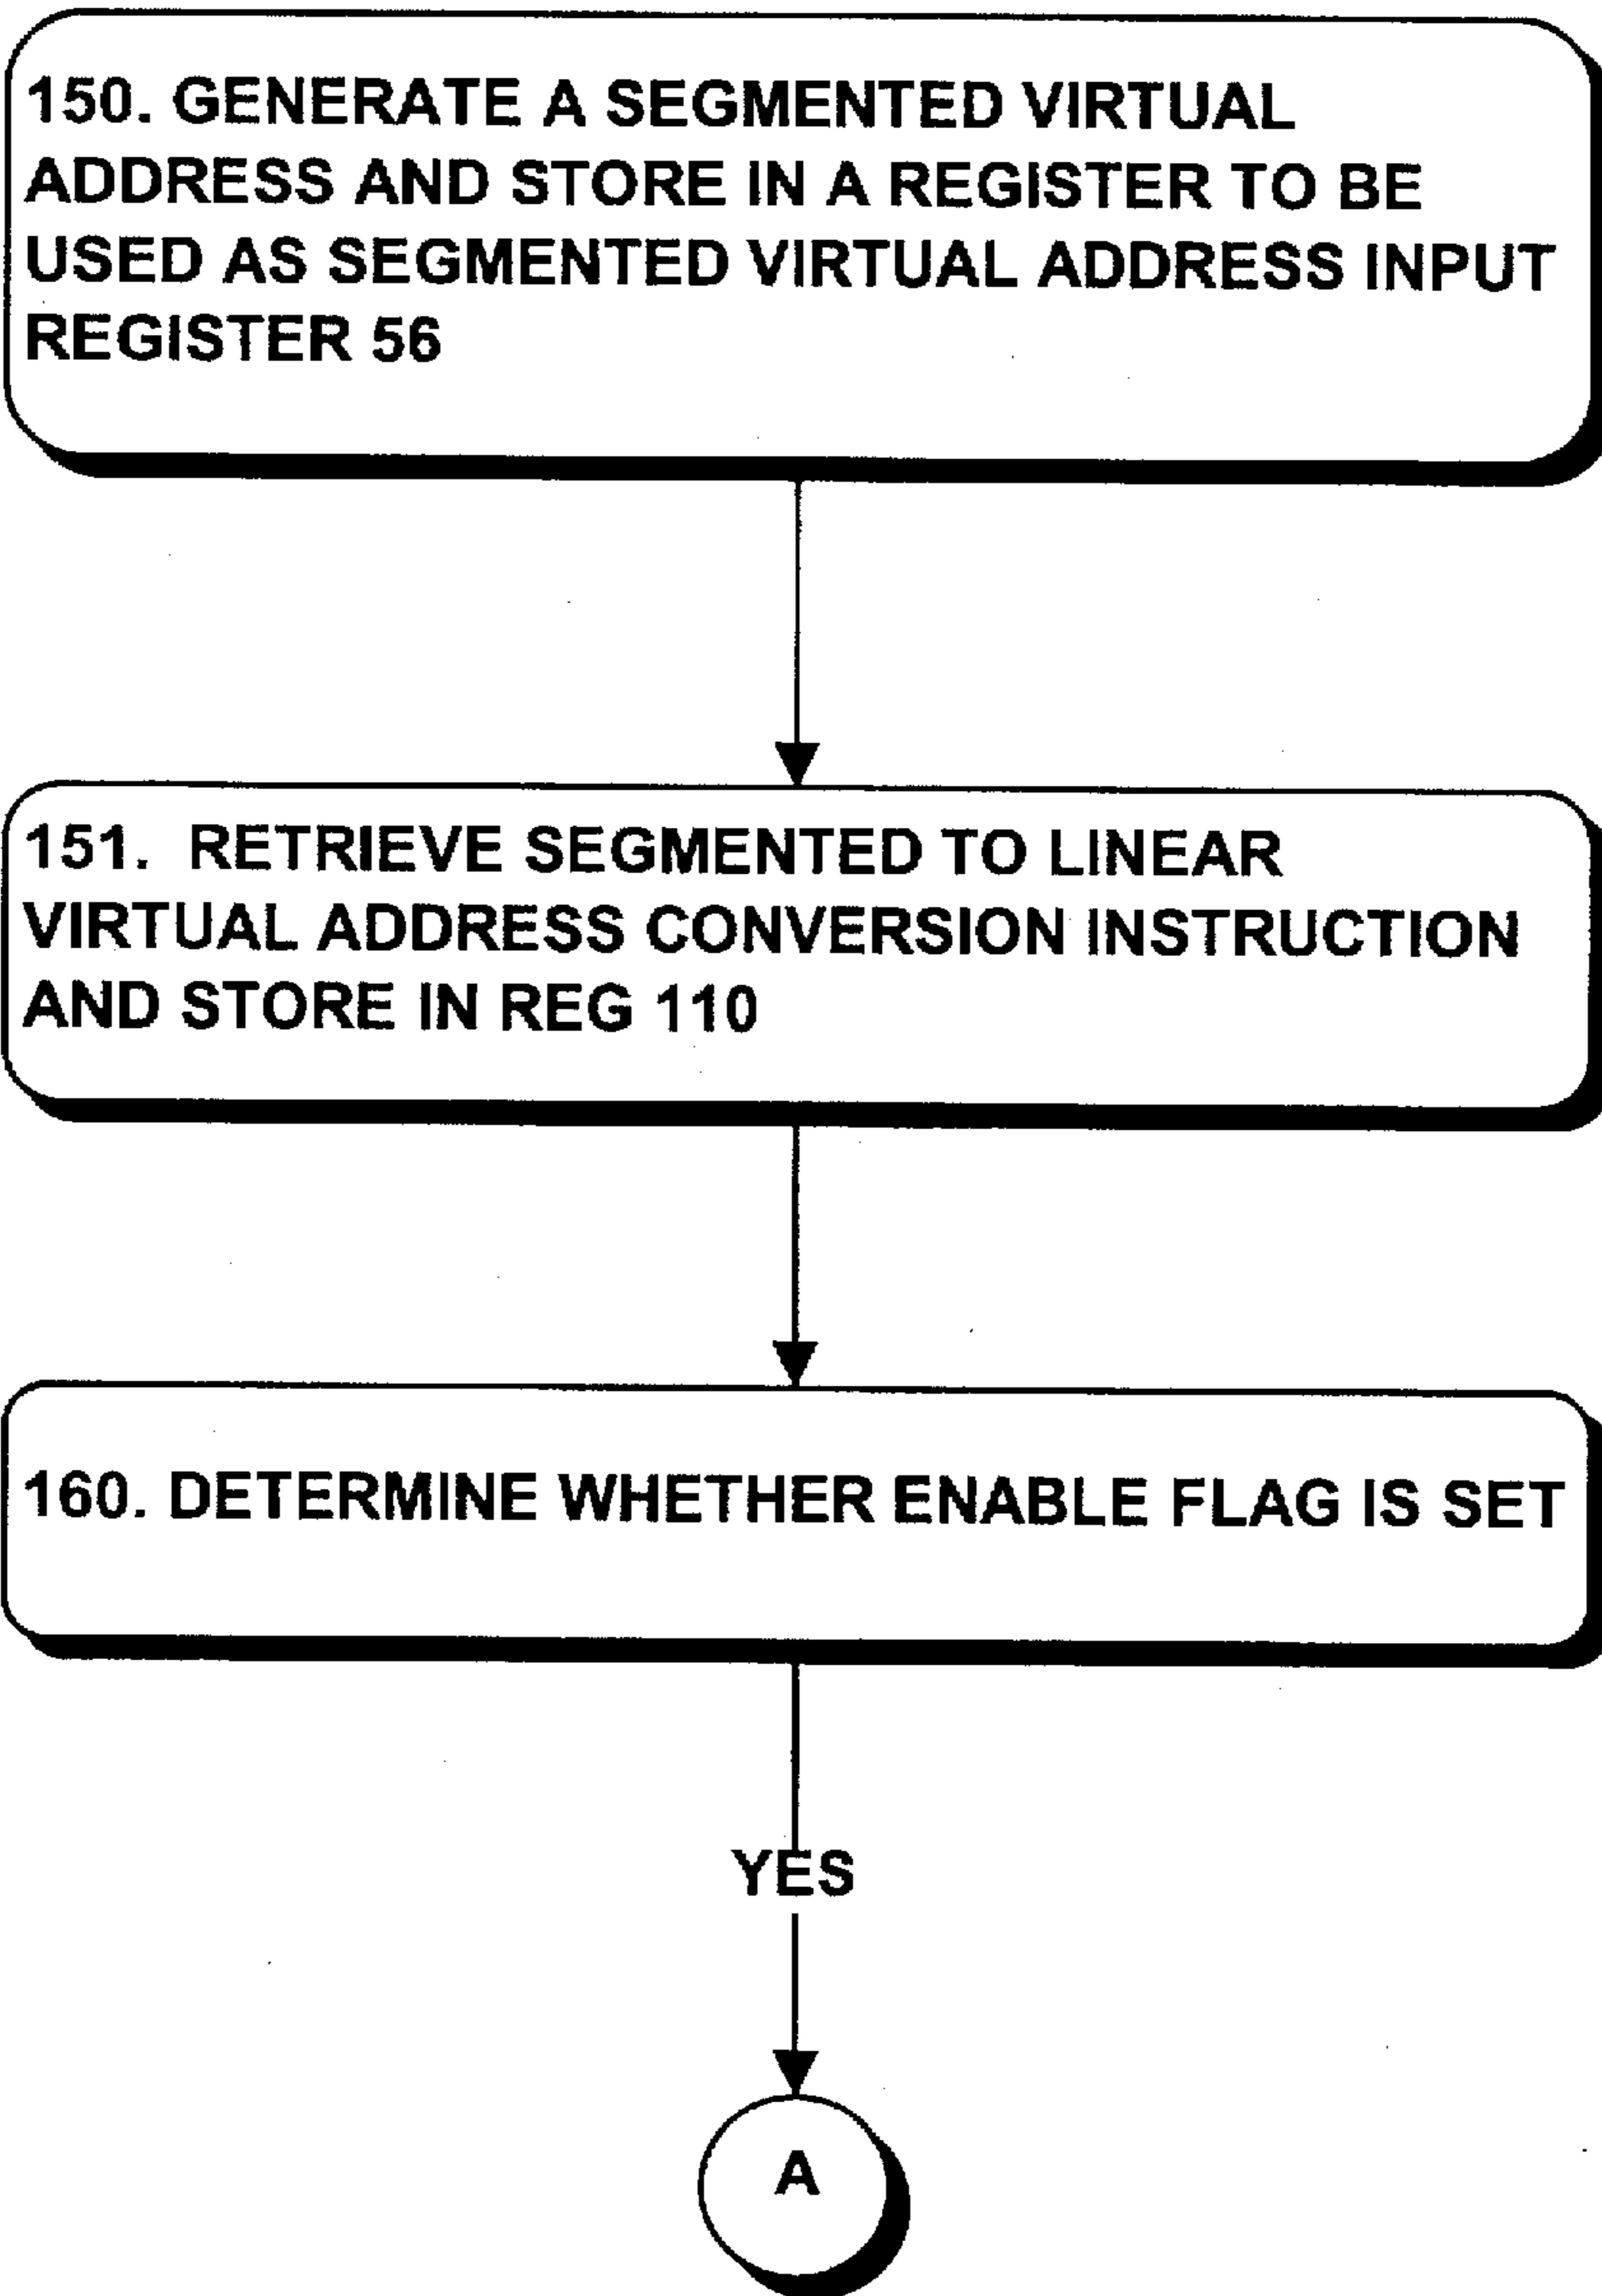 150. GENERATE A SEGMENTED VIRTUAL
ADDRESS AND STORE IN A REGISTER TO BE
USED AS SEGMENTED VIRTUAL ADDRESS INPUT
REGISTER 56
151. RETRIEVE SEGMENTED TO LINEAR
VIRTUAL ADDRESS CONVERSION INSTRUCTION
AND STORE IN REG 110
160. DETERMINE WHETHER ENABLE FLAG IS SET
YES
A